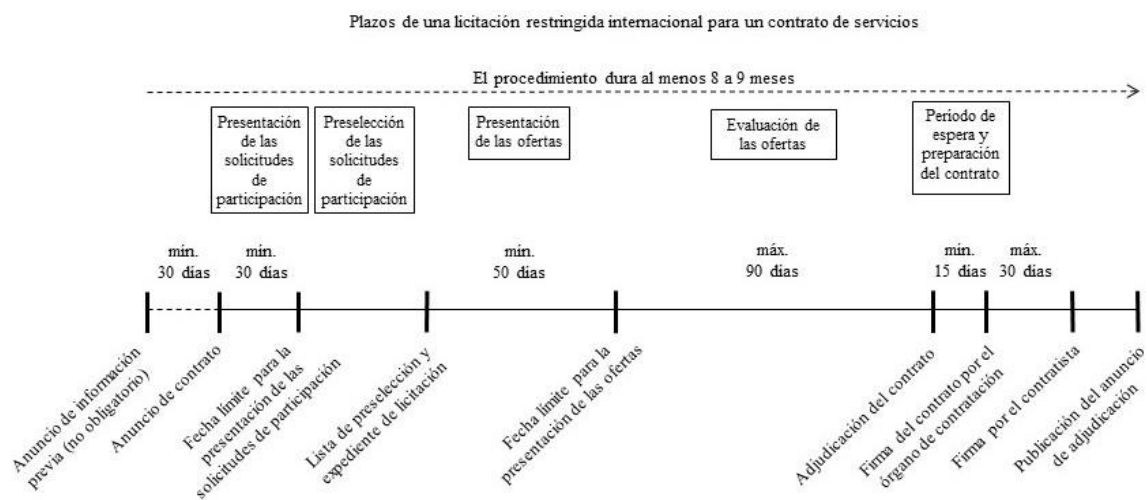 Plazos de una licitación restringida internacional para un contrato de servicios
El procedimiento dura al menos 8 a 9 meses
Presentación
de las
solicitudes
de
participación
Preselección
de las
solicitudes
de
participación
Presentación
de las ofertas
Evaluación de
las ofertas
Periodo de
espera y
preparación
del contrato
mín.
30 días
mín.
30 días
mín.
50 días
máx.
90 días
mín.
15 días
máx.
30 días
Anuncio de información
previa (no obligatorio)
Anuncio de contrato
Fecha límite para la
presentación de las
solicitudes de participación
Lista de preselección y
expediente de licitación
Fecha límite para la
presentación de las ofertas
Adjudicación del contrato
Firma del contrato por el
órgano de contratación
Firma por el contratista
Publicación del anuncio
de adjudicación